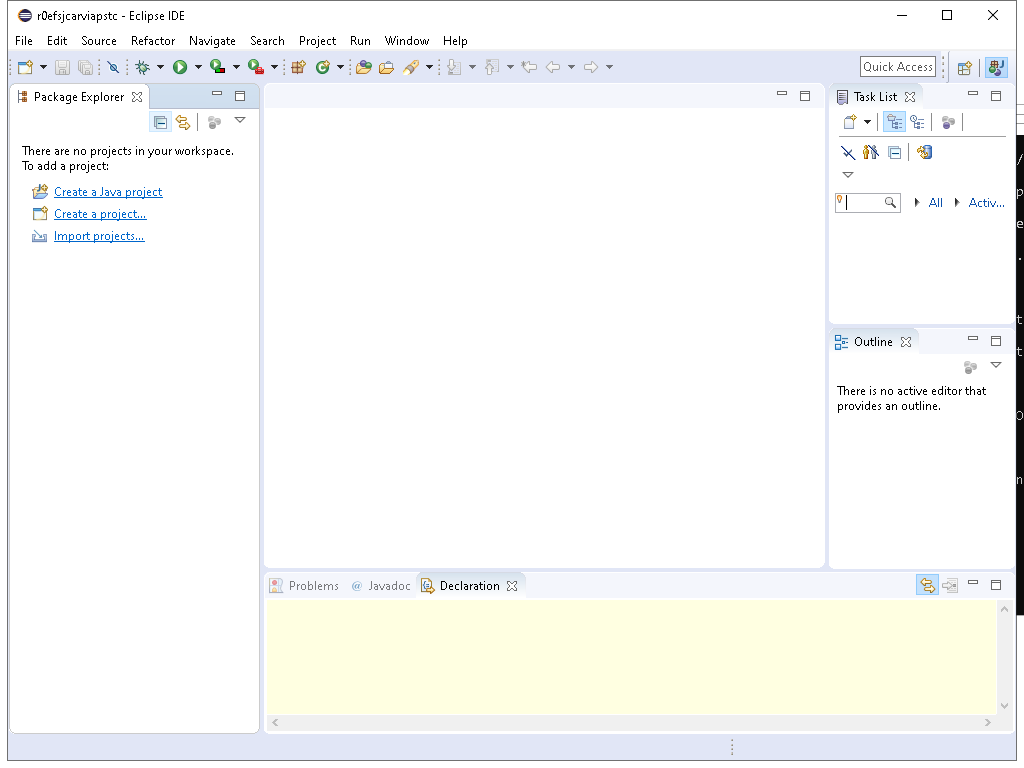 r0efsjcarviapstc - Eclipse IDE
File Edit Source Refactor Navigate Search Project Run Window Help
Quick Access
Package Explorer
There are no projects in your workspace.
To add a project:
Create a Java project
Create a project...
Import projects...
Task List
All Activ...
Outline
There is no active editor that
provides an outline.
Problems @ Javadoc Declaration